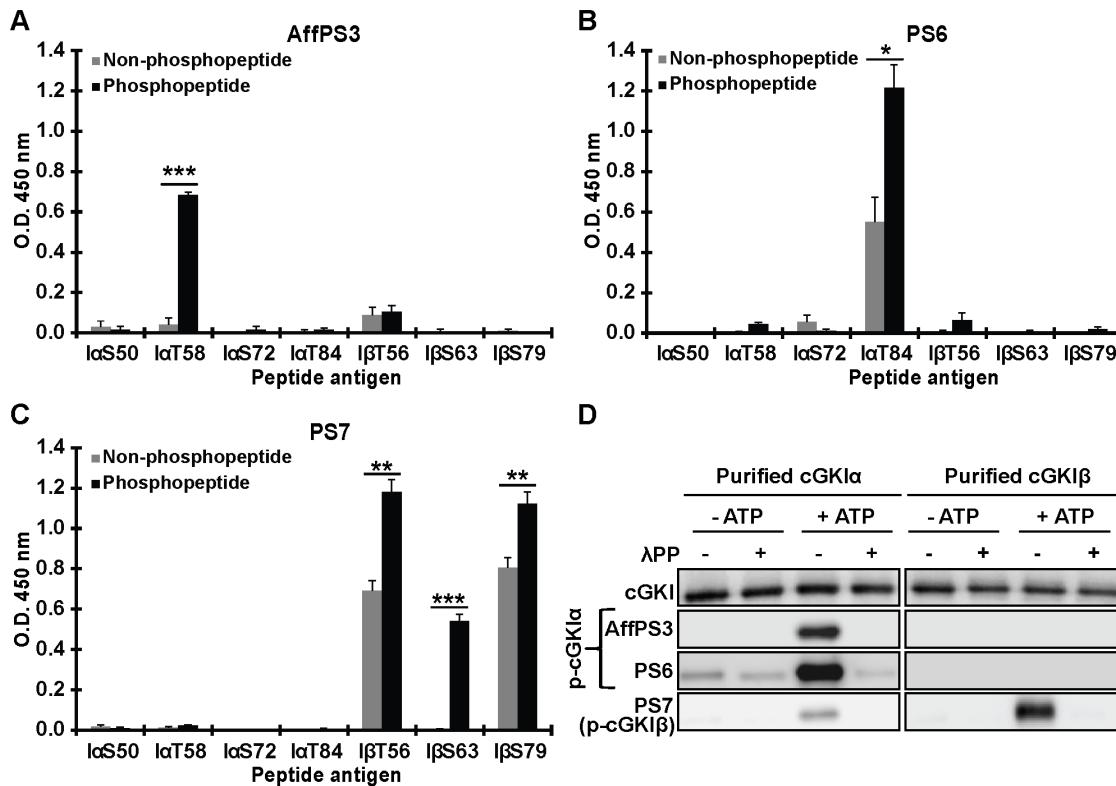 A
AffPS3
Non-phosphopeptide
Phosphopeptide
***
O.D. 450 nm
1.4
1.2
1.0
0.8
0.6
0.4
0.2
0.0
IαS50 IαT58 IαS72 IαT84 IβT56 IβS63 IβS79
Peptide antigen
B
PS6
Non-phosphopeptide
Phosphopeptide
*
O.D. 450 nm
1.4
1.2
1.0
0.8
0.6
0.4
0.2
0.0
IαS50 IαT58 IαS72 IαT84 IβT56 IβS63 IβS79
Peptide antigen
C
PS7
Non-phosphopeptide
Phosphopeptide
** *** **
O.D. 450 nm
1.4
1.2
1.0
0.8
0.6
0.4
0.2
0.0
IαS50 IαT58 IαS72 IαT84 IβT56 IβS63 IβS79
Peptide antigen
D
Purified cGKIα Purified cGKIβ
- ATP + ATP - ATP + ATP
λPP - + - + - + - +
cGKI
p-cGKIα
AffPS3
PS6
PS7
(p-cGKIβ)